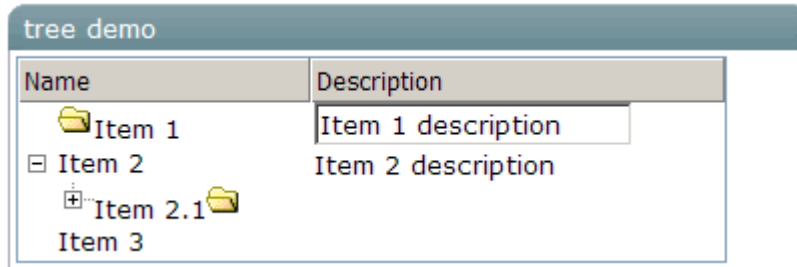 tree demo
Name Description
Item 1 Item 1 description
Item 2 Item 2 description
Item 2.1
Item 3